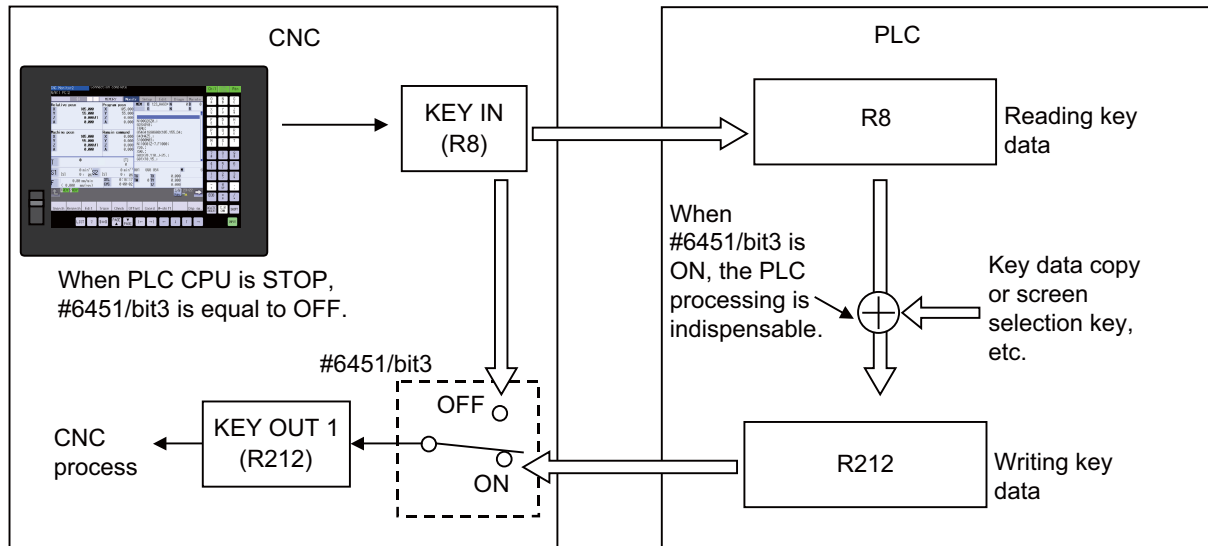 CNC
PLC
KEY IN
(R8)
R8
Reading key
data
When PLC CPU is STOP,
#6451/bit3 is equal to OFF.
When
#6451/bit3 is
ON, the PLC
processing is
indispensable.
Key data copy
or screen
selection key,
etc.
#6451/bit3
OFF
ON
CNC
process
KEY OUT 1
(R212)
R212
Writing key
data